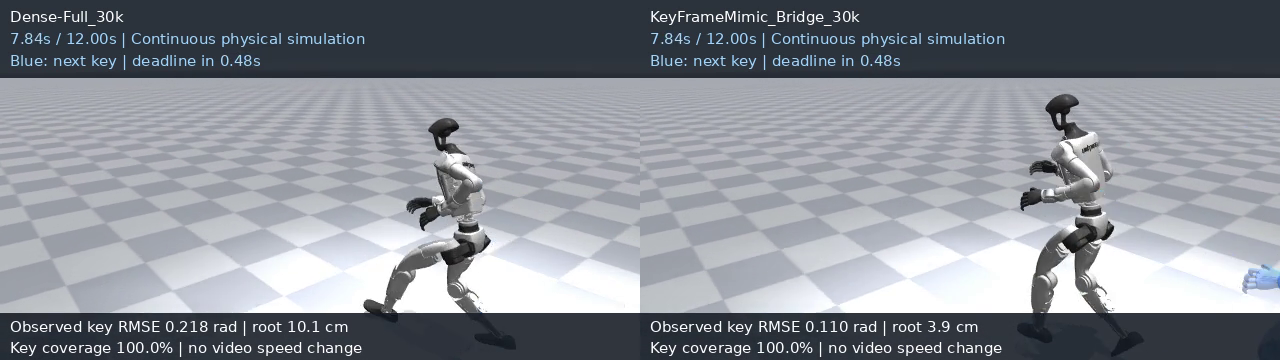 Dense-Full_30k
7.84s / 12.00s | Continuous physical simulation
Blue: next key | deadline in 0.48s
Observed key RMSE 0.218 rad | root 10.1 cm
Key coverage 100.0% | no video speed change
KeyFrameMimic_Bridge_30k
7.84s / 12.00s | Continuous physical simulation
Blue: next key | deadline in 0.48s
Observed key RMSE 0.110 rad | root 3.9 cm
Key coverage 100.0% | no video speed change